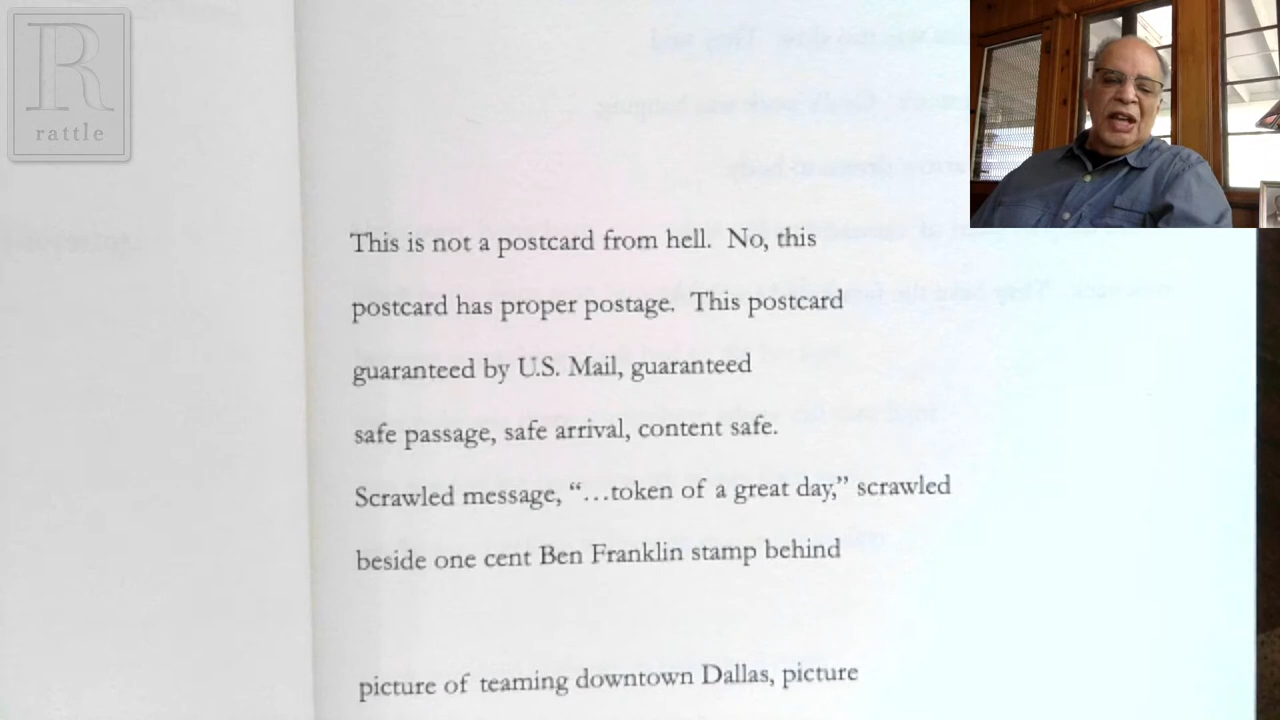 R
rattle
This is not a postcard from hell. No, this
postcard has proper postage. This postcard
guaranteed by U.S. Mail, guaranteed
safe passage, safe arrival, content safe.
Scrawled message, “…token of a great day,” scrawled
beside one cent Ben Franklin stamp behind
picture of teaming downtown Dallas, picture